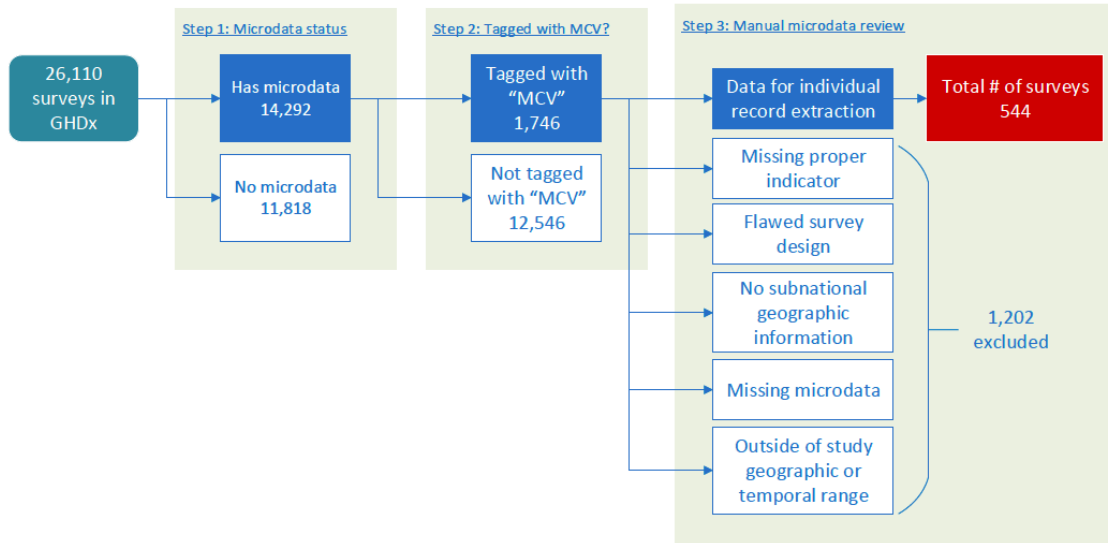 Step 1: Microdata status
Step 2: Tagged with MCV?
Step 3: Manual microdata review
26,110
surveys in
GHDx
Has microdata
14,292
No microdata
11,818
Tagged with
“MCV”
1,746
Not tagged
with “MCV”
12,546
Data for individual
record extraction
Total # of surveys
544
Missing proper
indicator
Flawed survey
design
No subnational
geographic
information
Missing microdata
Outside of study
geographic or
temporal range
1,202
excluded